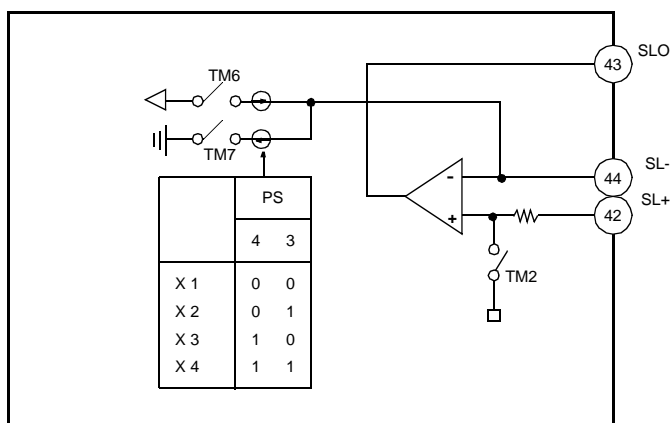 SLO
43
TM6
TM7
SL-
44
-
SL+
42
+
PS
4 3
TM2
X 1 0 0
X 2 0 1
X 3 1 0
X 4 1 1